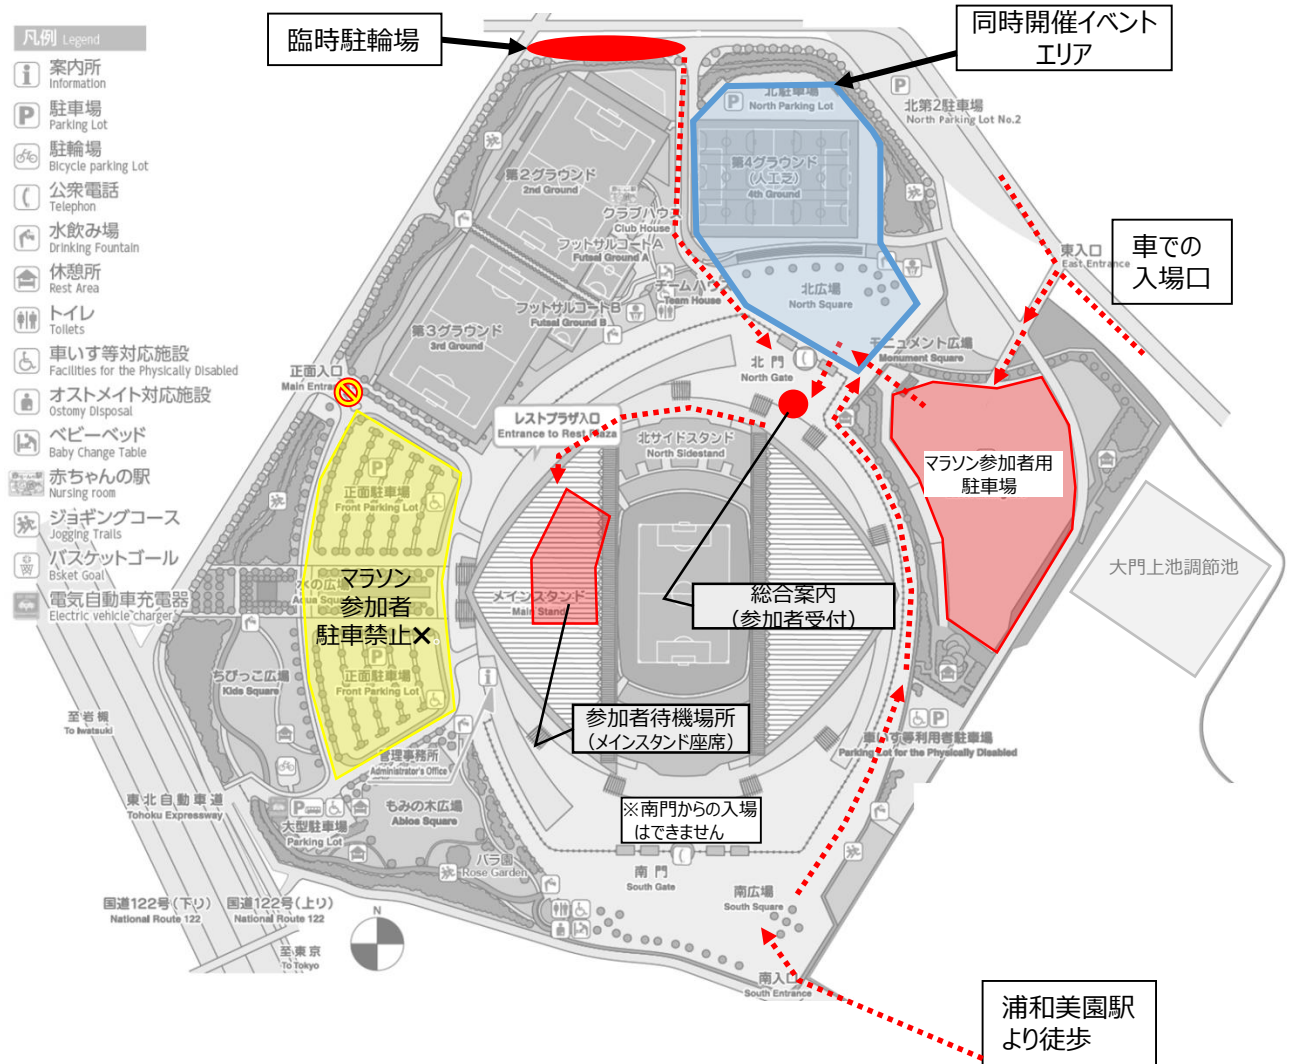 凡例 Legend
案内所
Information
駐車場
Parking Lot
駐輪場
Bicycle parking Lot
公衆電話
Telephon
水飲み場
Drinking Fountain
休憩所
Rest Area
トイレ
Toilets
車いす等対応施設
Facilities for the Physically Disabled
オストメイト対応施設
Ostomy Disposal
ベビーベッド
Baby Change Table
赤ちゃんの駅
Nursing room
ジョギングコース
Jogging Trails
バスケットゴール
Bsket Goal
電気自動車充電器
Electric vehicle charger
臨時駐輪場
同時開催イベント
エリア
北駐車場
North Parking Lot
北第2駐車場
North Parking Lot No.2
第2グラウンド
2nd Ground
第4グラウンド
(人工芝)
4th Ground
クラブハウス
Club House
フットサルコートA
Futsal Ground A
チームハウス
Team House
フットサルコートB
Futsal Ground B
第3グラウンド
3rd Ground
北広場
North Square
東入口
East Entrance
車での
入場口
モニュメント広場
Monument Square
北門
North Gate
正面入口
Main Entrance
レストプラザ入口
Entrance to Rest Plaza
北サイドスタンド
North Sidestand
マラソン参加者用
駐車場
大門上池調節池
正面駐車場
Front Parking Lot
水の広場
Aqua Square
マラソン
参加者
駐車禁止×
正面駐車場
Front Parking Lot
メインスタンド
Main Stand
総合案内
(参加者受付)
参加者待機場所
(メインスタンド座席)
ちびっこ広場
Kids Square
至岩槻
To Iwatsuki
車いす等利用者駐車場
Parking Lot for the Physically Disabled
管理事務所
Administrator's Office
東北自動車道
Tohoku Expressway
大型駐車場
Parking Lot
もみの木広場
Abies Square
バラ園
Rose Garden
※南門からの入場
はできません
南門
South Gate
南広場
South Square
国道122号(下り)
National Route 122
国道122号(上り)
National Route 122
N
至東京
To Tokyo
南入口
South Entrance
浦和美園駅
より徒歩